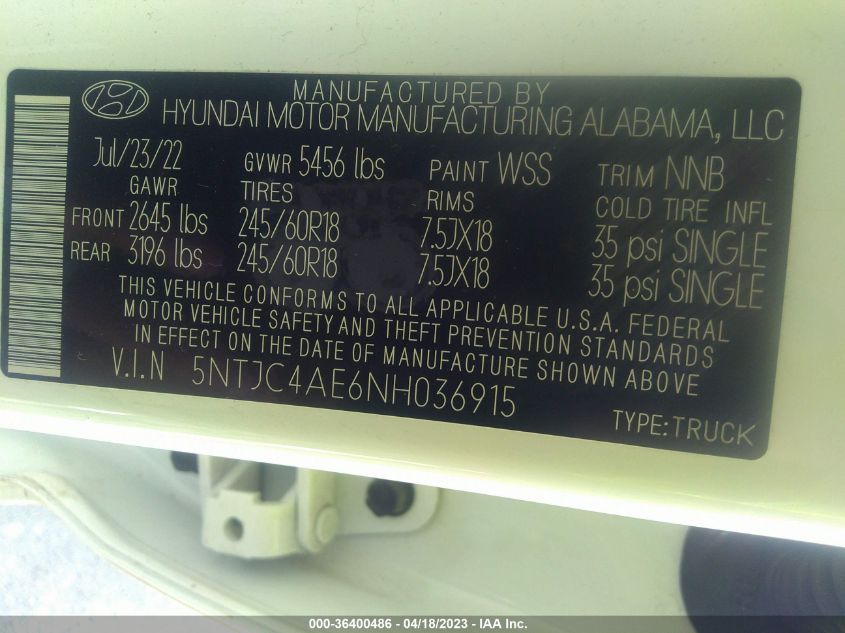 MANUFACTURED BY
HYUNDAI MOTOR MANUFACTURING ALABAMA, LLC
Jul/23/22 GVWR 5456 lbs PAINT WSS TRIM NNB
GAWR TIRES RIMS COLD TIRE INFL
FRONT 2645 lbs 245/60R18 7.5JX18 35 psi SINGLE
REAR 3196 lbs 245/60R18 7.5JX18 35 psi SINGLE
THIS VEHICLE CONFORMS TO ALL APPLICABLE U.S.A. FEDERAL
MOTOR VEHICLE SAFETY AND THEFT PREVENTION STANDARDS
IN EFFECT ON THE DATE OF MANUFACTURE SHOWN ABOVE
V.I.N 5NTJC4AE6NH036915
TYPE:TRUCK
000-36400486 - 04/18/2023 - IAA Inc.